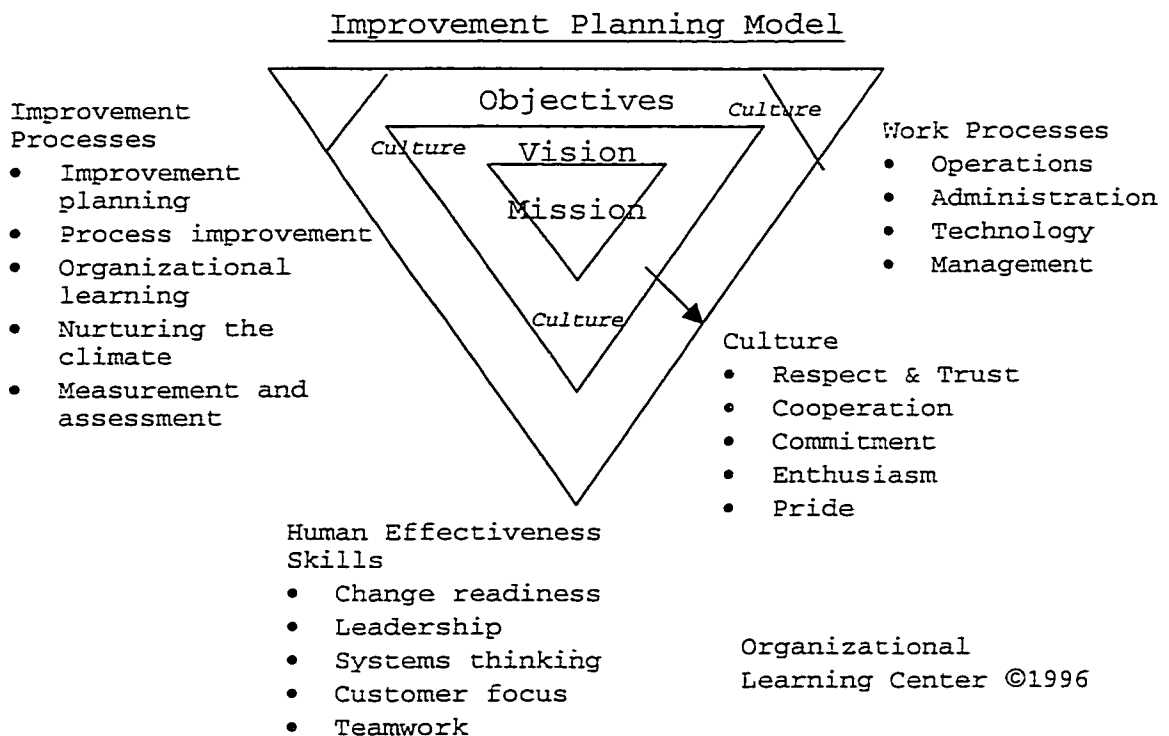 Improvement Planning Model
Objectives
Culture
Culture
Vision
Mission
Culture
Improvement
Processes
• Improvement
planning
• Process improvement
• Organizational
learning
• Nurturing the
climate
• Measurement and
assessment
Work Processes
• Operations
• Administration
• Technology
• Management
Culture
• Respect & Trust
• Cooperation
• Commitment
• Enthusiasm
• Pride
Human Effectiveness
Skills
• Change readiness
• Leadership
• Systems thinking
• Customer focus
• Teamwork
Organizational
Learning Center ©1996